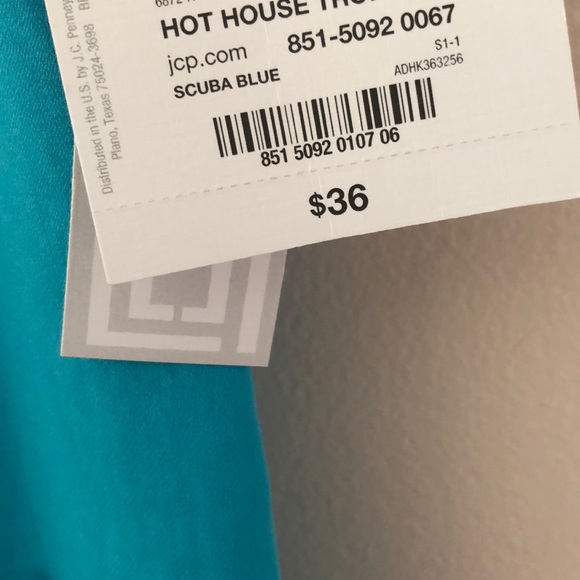 HOT HOUSE
jcp.com 851-5092 0067
SCUBA BLUE
S1-1
ADHK363256
851 5092 0107 06
$36
Distributed in the U.S. by J.C. Penney
Plano, Texas 75024-3698